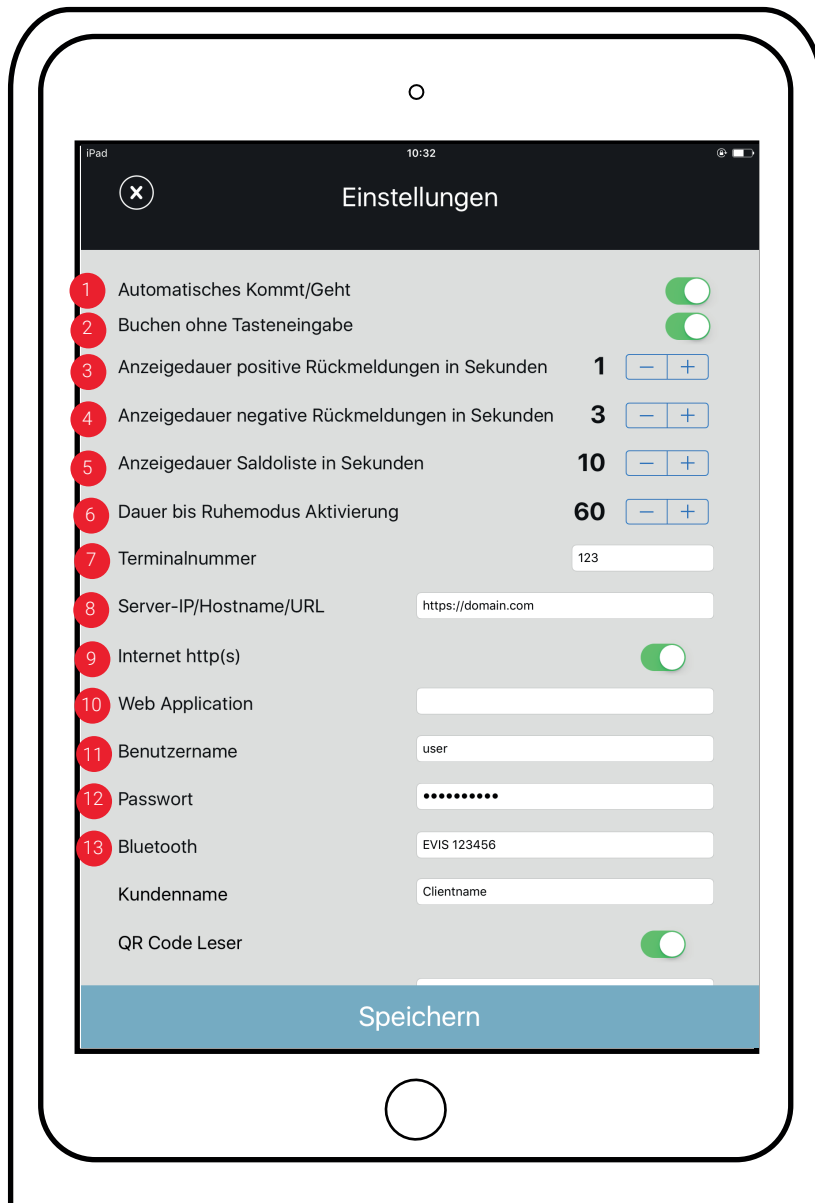 iPad 10:32
Einstellungen
1 Automatisches Kommt/Geht
2 Buchen ohne Tasteneingabe
3 Anzeigedauer positive Rückmeldungen in Sekunden 1 − +
4 Anzeigedauer negative Rückmeldungen in Sekunden 3 − +
5 Anzeigedauer Saldoliste in Sekunden 10 − +
6 Dauer bis Ruhemodus Aktivierung 60 − +
7 Terminalnummer 123
8 Server-IP/Hostname/URL https://domain.com
9 Internet http(s)
10 Web Application
11 Benutzername user
12 Passwort ••••••••••
13 Bluetooth EVIS 123456
Kundenname Clientname
QR Code Leser
Speichern